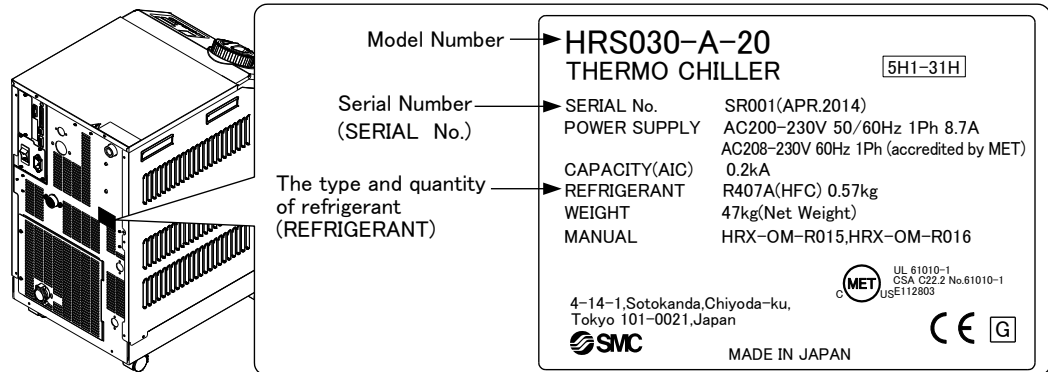 Model Number
HRS030-A-20
THERMO CHILLER
5H1-31H
Serial Number
(SERIAL No.)
SERIAL No. SR001(APR.2014)
POWER SUPPLY AC200-230V 50/60Hz 1Ph 8.7A
AC208-230V 60Hz 1Ph (accredited by MET)
CAPACITY(AIC) 0.2kA
The type and quantity
of refrigerant
(REFRIGERANT)
REFRIGERANT R407A(HFC) 0.57kg
WEIGHT 47kg(Net Weight)
MANUAL HRX-OM-R015,HRX-OM-R016
C MET US
UL 61010-1
CSA C22.2 No.61010-1
E112803
4-14-1,Sotokanda,Chiyoda-ku,
Tokyo 101-0021,Japan
SMC
CE G
MADE IN JAPAN